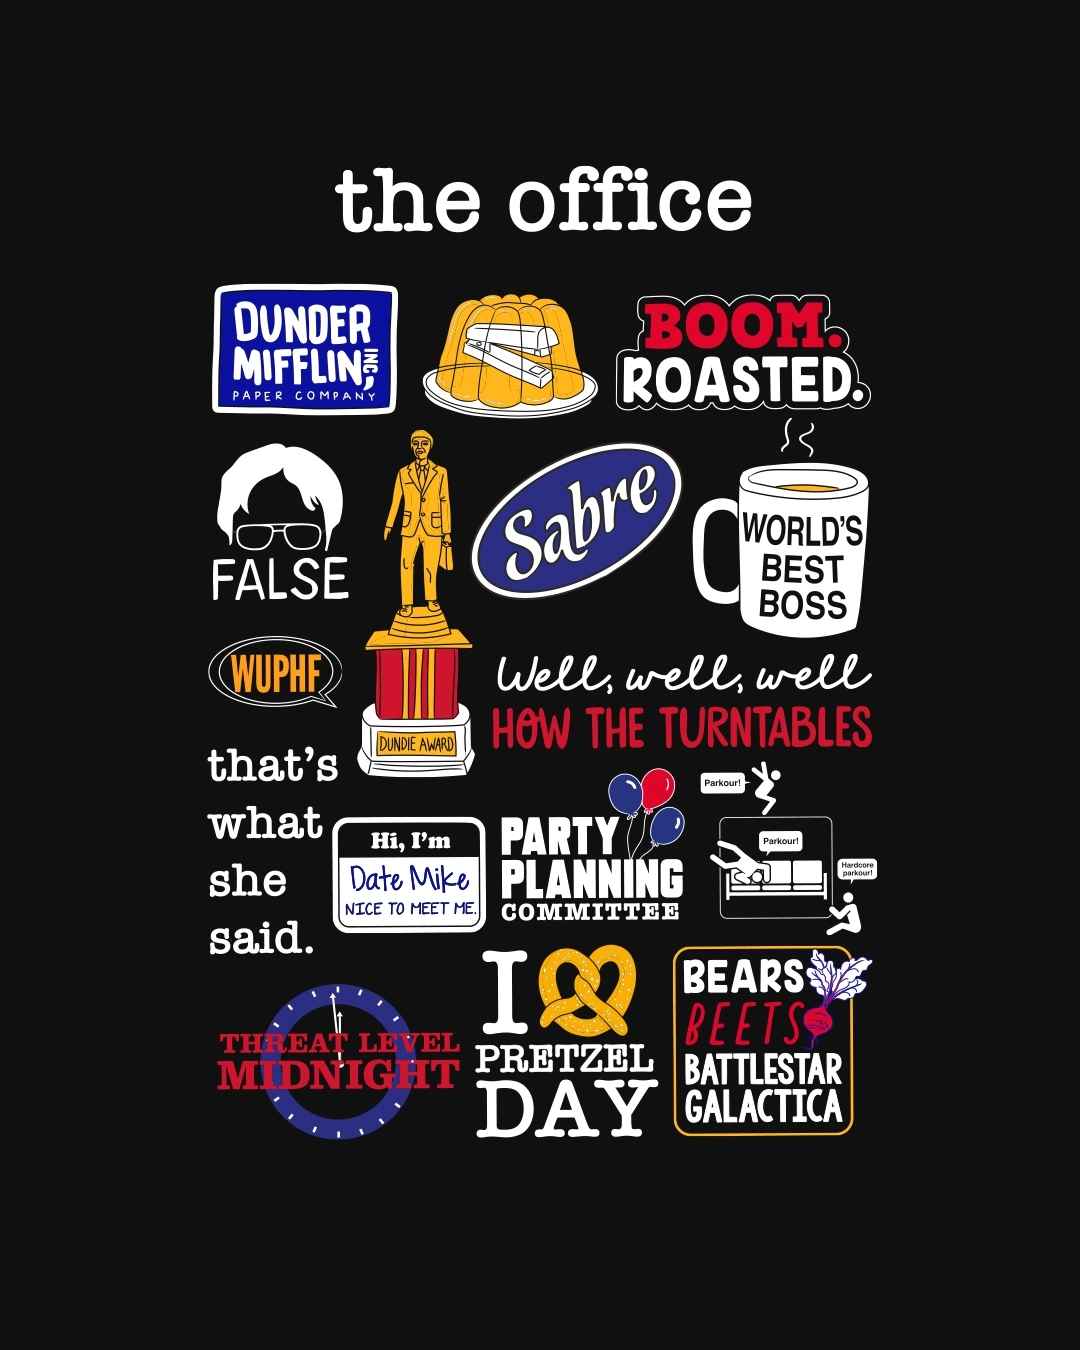 the office
DUNDER
MIFFLIN INC
PAPER COMPANY
BOOM.
ROASTED.
FALSE
Sabre
WORLD'S
BEST
BOSS
WUPHF
DUNDIE AWARD
Well, well, well
HOW THE TURNTABLES
that's
what
she
said.
Hi, I'm
Date Mike
NICE TO MEET ME.
PARTY
PLANNING
COMMITTEE
Parkour!
Parkour!
Hardcore
parkour!
THREAT LEVEL
MIDNIGHT
I
PRETZEL
DAY
BEARS
BEETS
BATTLESTAR
GALACTICA